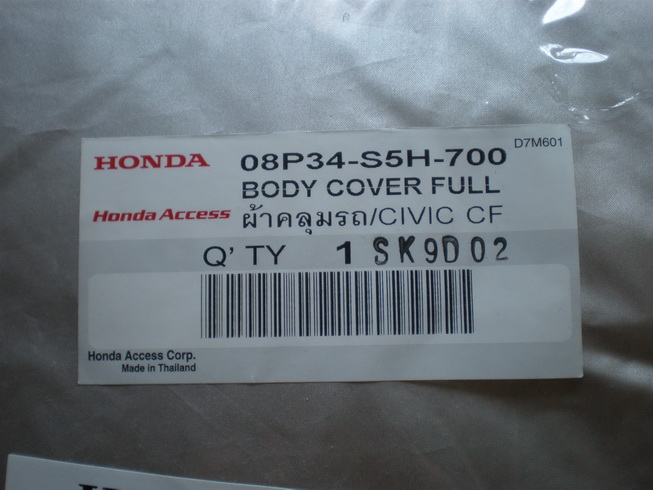 D7M601
HONDA 08P34-S5H-700
BODY COVER FULL
Honda Access ผ้าคลุมรถ/CIVIC CF
Q' TY 1 SK9D02
Honda Access Corp.
Made in Thailand